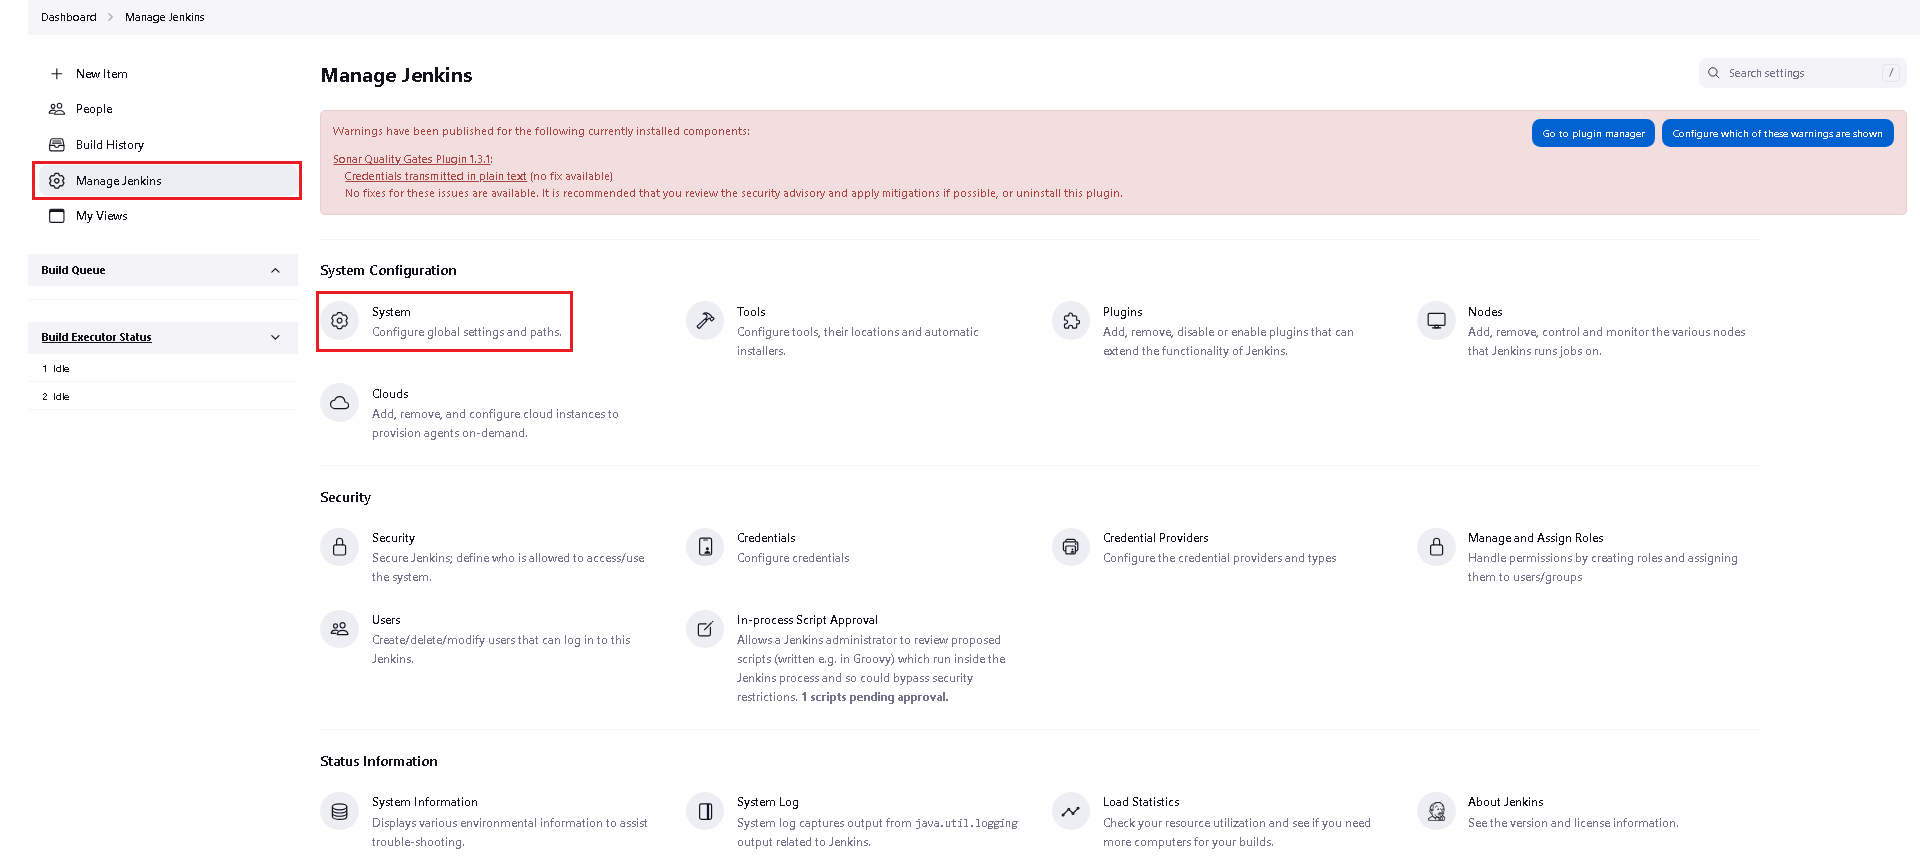 Dashboard > Manage Jenkins
New Item
People
Build History
Manage Jenkins
My Views
Build Queue
Build Executor Status
1 Idle
2 Idle
Manage Jenkins
Search settings /
Warnings have been published for the following currently installed components:
Go to plugin manager
Configure which of these warnings are shown
Sonar Quality Gates Plugin 1.3.1:
Credentials transmitted in plain text (no fix available)
No fixes for these issues are available. It is recommended that you review the security advisory and apply mitigations if possible, or uninstall this plugin.
System Configuration
System
Configure global settings and paths.
Tools
Configure tools, their locations and automatic
installers.
Plugins
Add, remove, disable or enable plugins that can
extend the functionality of Jenkins.
Nodes
Add, remove, control and monitor the various nodes
that Jenkins runs jobs on.
Clouds
Add, remove, and configure cloud instances to
provision agents on-demand.
Security
Security
Secure Jenkins; define who is allowed to access/use
the system.
Credentials
Configure credentials
Credential Providers
Configure the credential providers and types
Manage and Assign Roles
Handle permissions by creating roles and assigning
them to users/groups
Users
Create/delete/modify users that can log in to this
Jenkins.
In-process Script Approval
Allows a Jenkins administrator to review proposed
scripts (written e.g. in Groovy) which run inside the
Jenkins process and so could bypass security
restrictions. 1 scripts pending approval.
Status Information
System Information
Displays various environmental information to assist
trouble-shooting.
System Log
System log captures output from java.util.logging
output related to Jenkins.
Load Statistics
Check your resource utilization and see if you need
more computers for your builds.
About Jenkins
See the version and license information.